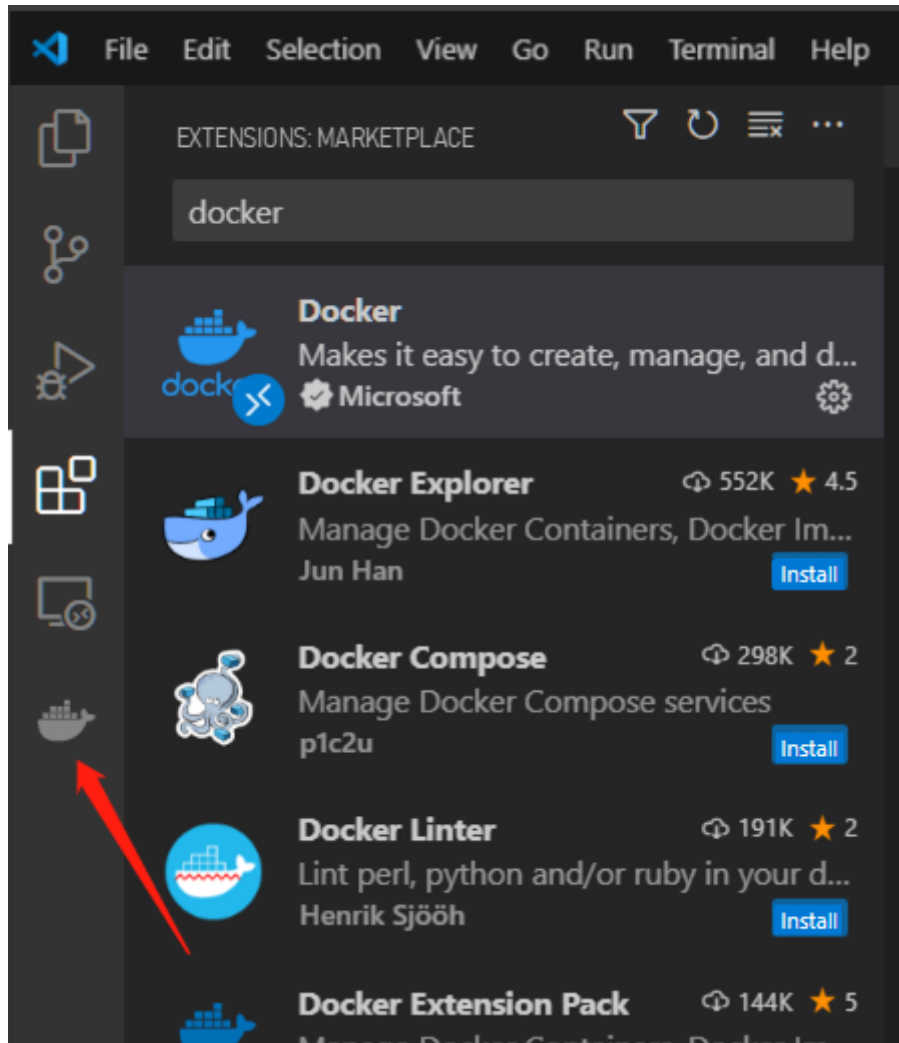 File Edit Selection View Go Run Terminal Help
EXTENSIONS: MARKETPLACE
docker
Docker
Makes it easy to create, manage, and d...
Microsoft
Docker Explorer 552K 4.5
Manage Docker Containers, Docker Im...
Jun Han Install
Docker Compose 298K 2
Manage Docker Compose services
p1c2u Install
Docker Linter 191K 2
Lint perl, python and/or ruby in your d...
Henrik Sjööh Install
Docker Extension Pack 144K 5